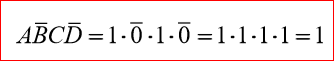 AB̅CD̅ = 1·0̅·1·0̅ = 1·1·1·1 = 1